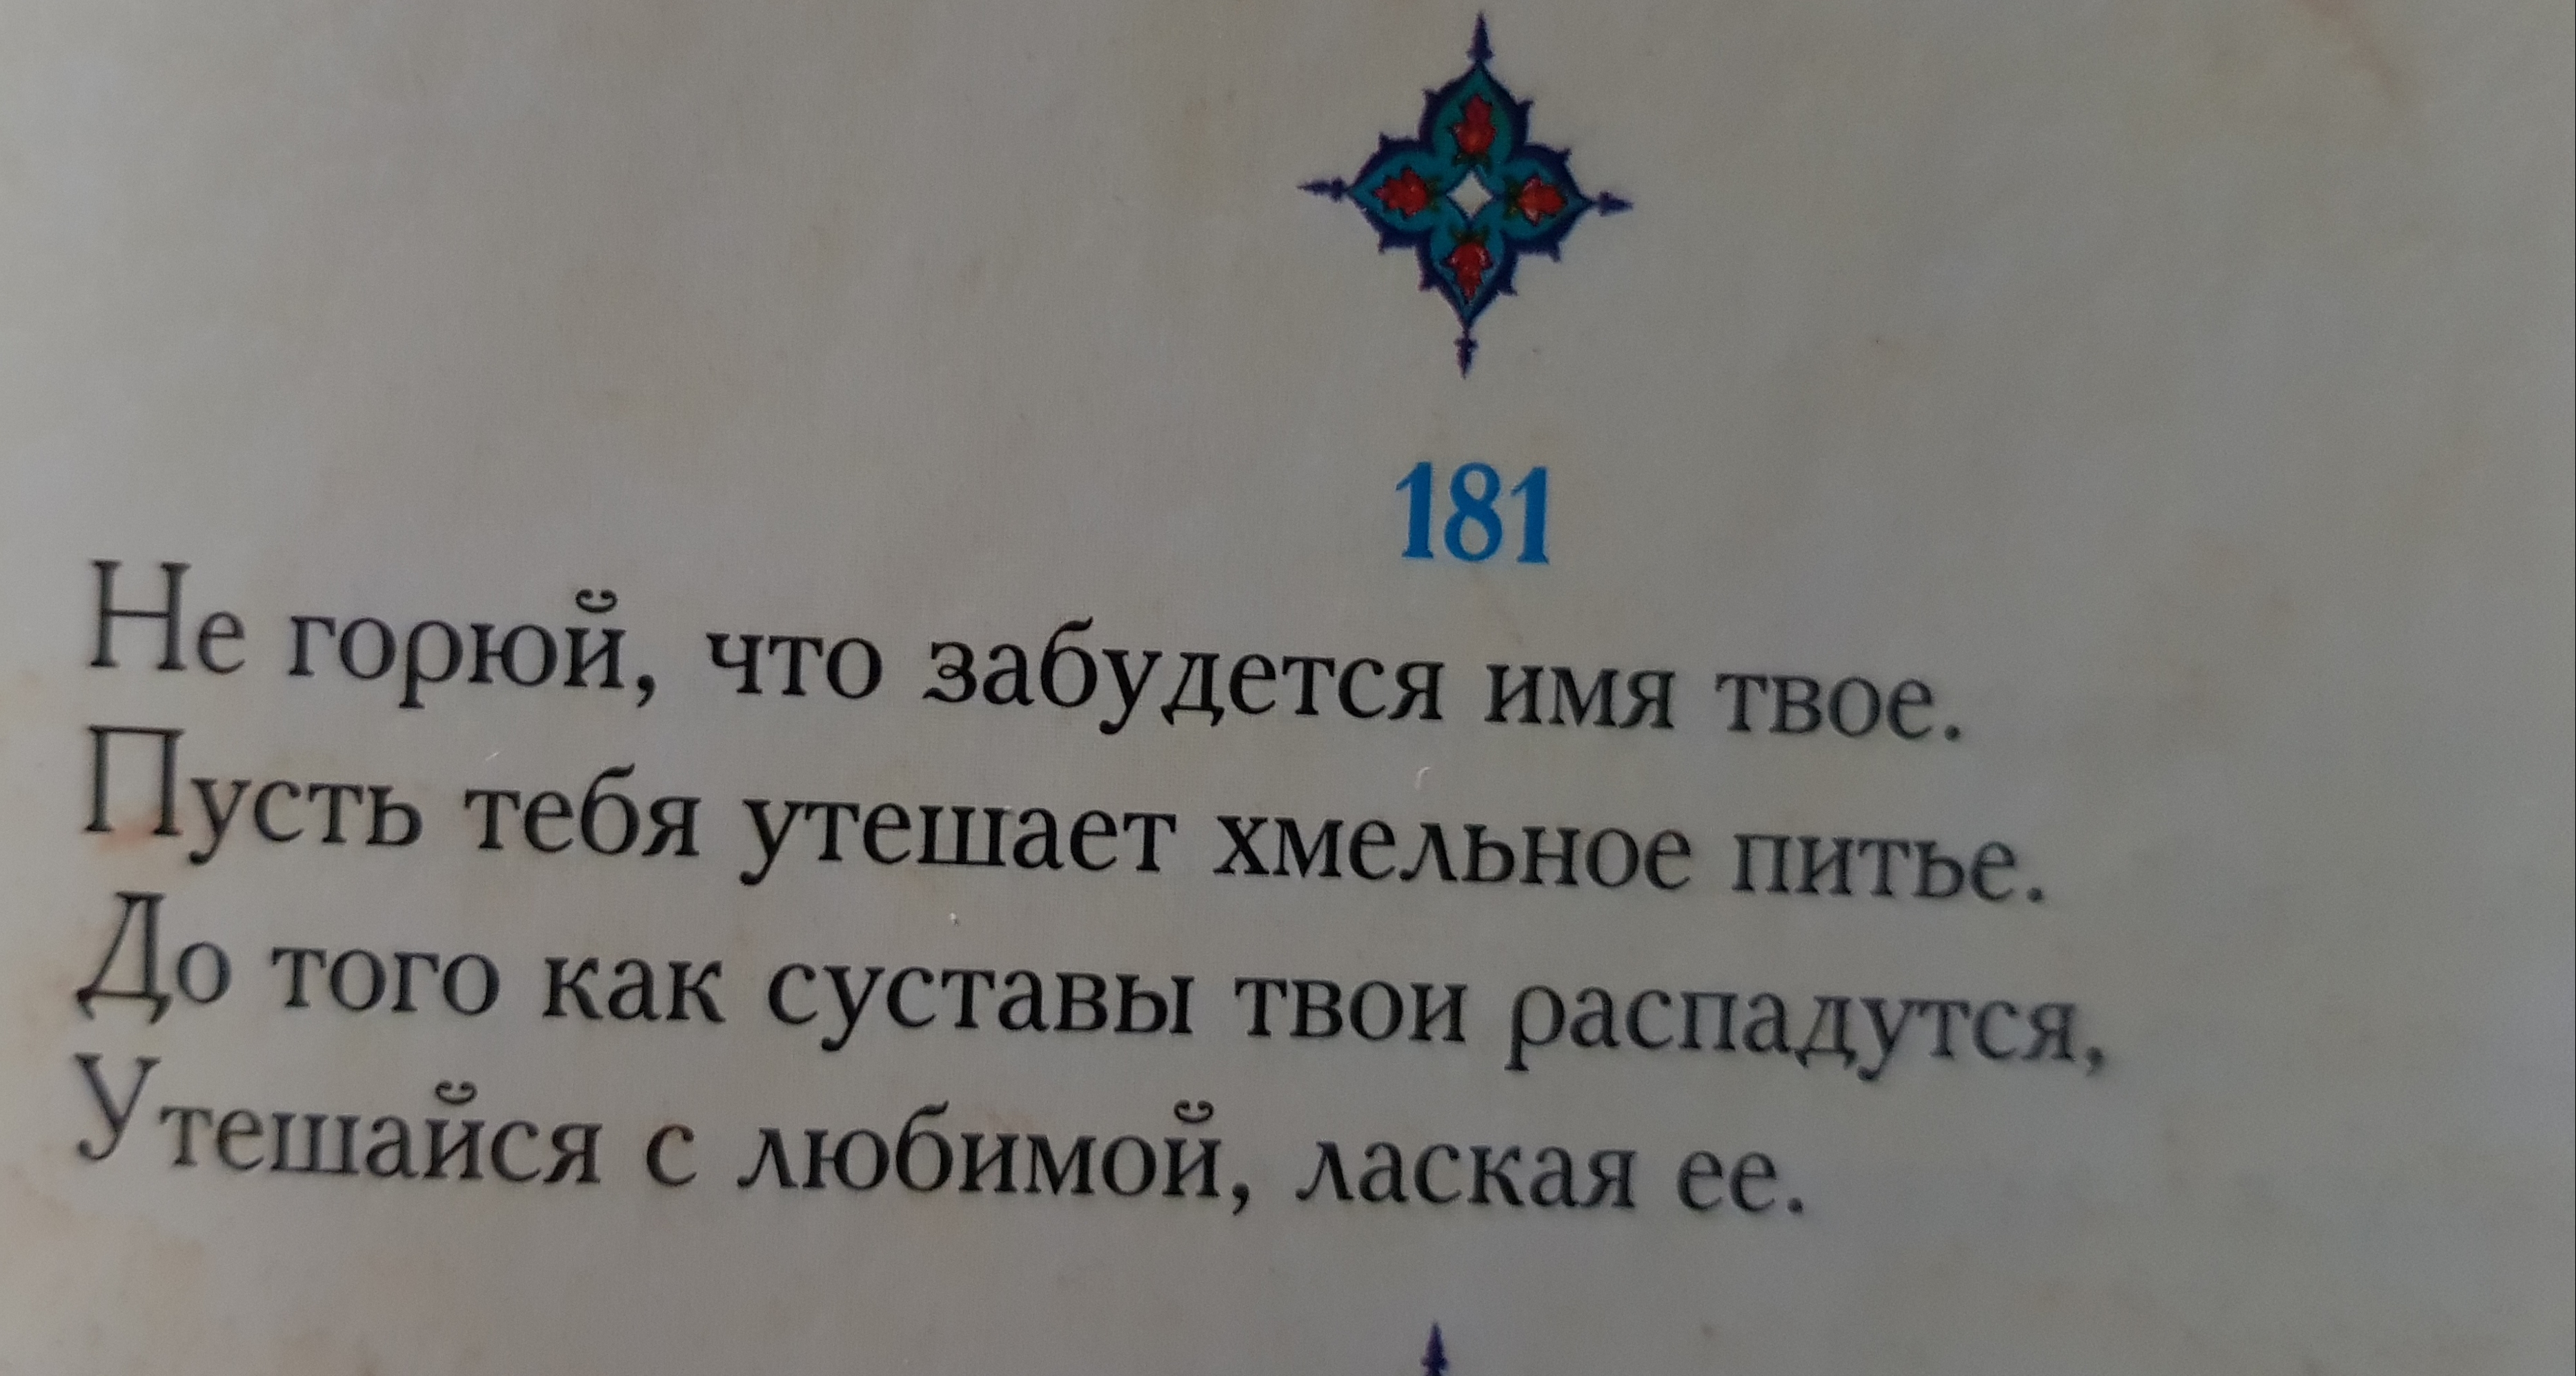 181
Не горюй, что забудется имя твое.
Пусть тебя утешает хмельное питье.
До того как суставы твои распадутся,
Утешайся с любимой, лаская ее.